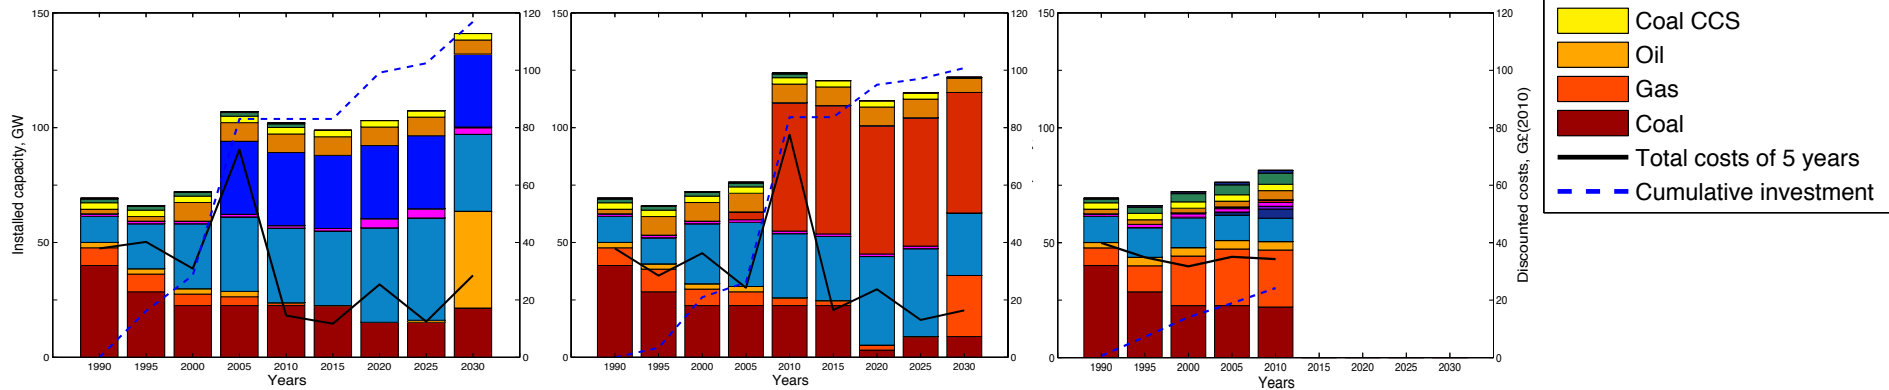 150
100
50
0
Installed capacity, GW
120
100
80
60
40
20
0
1990 1995 2000 2005 2010 2015 2020 2025 2030
Years
150
100
50
0
120
100
80
60
40
20
0
1990 1995 2000 2005 2010 2015 2020 2025 2030
Years
150
100
50
0
120
100
80
60
40
20
0
Discounted costs, G£(2010)
1990 1995 2000 2005 2010 2015 2020 2025 2030
Years
Coal CCS
Oil
Gas
Coal
Total costs of 5 years
Cumulative investment